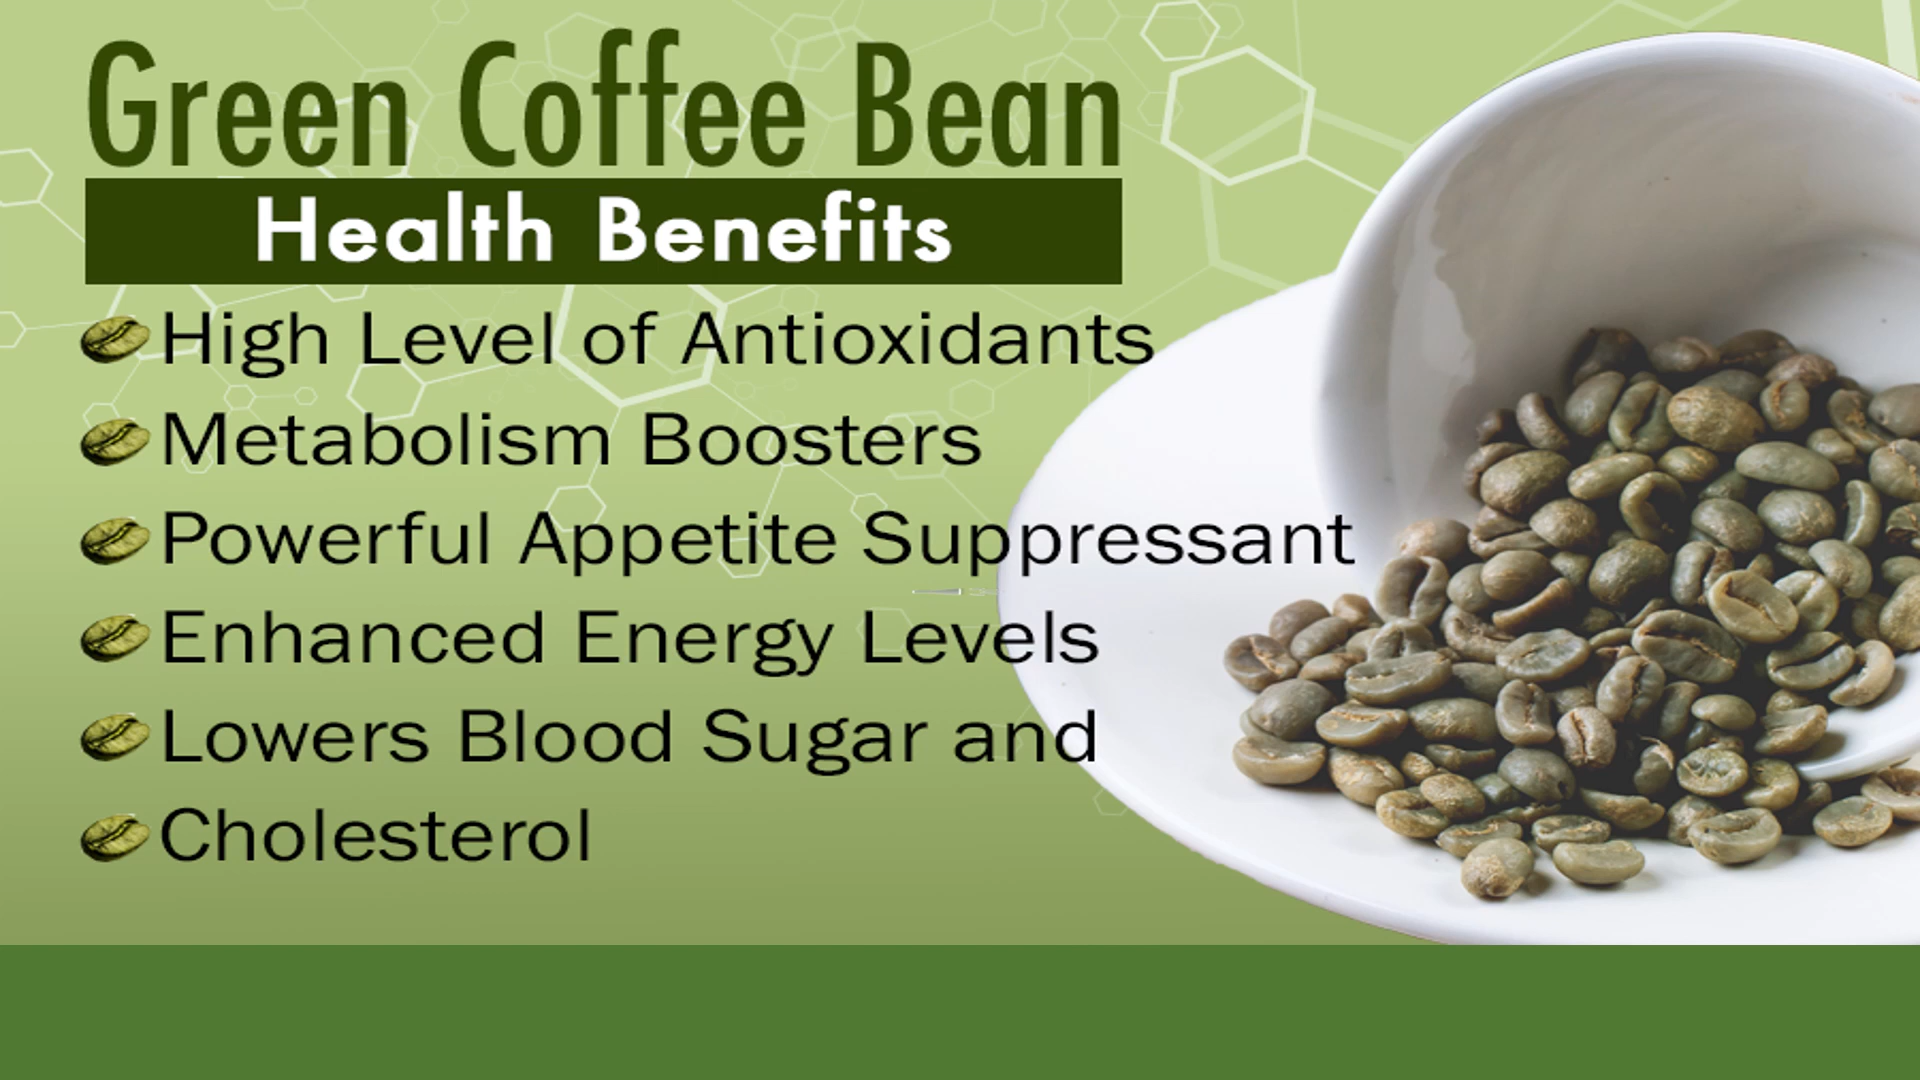 Green Coffee Bean
Health Benefits
High Level of Antioxidants
Metabolism Boosters
Powerful Appetite Suppressant
Enhanced Energy Levels
Lowers Blood Sugar and
Cholesterol